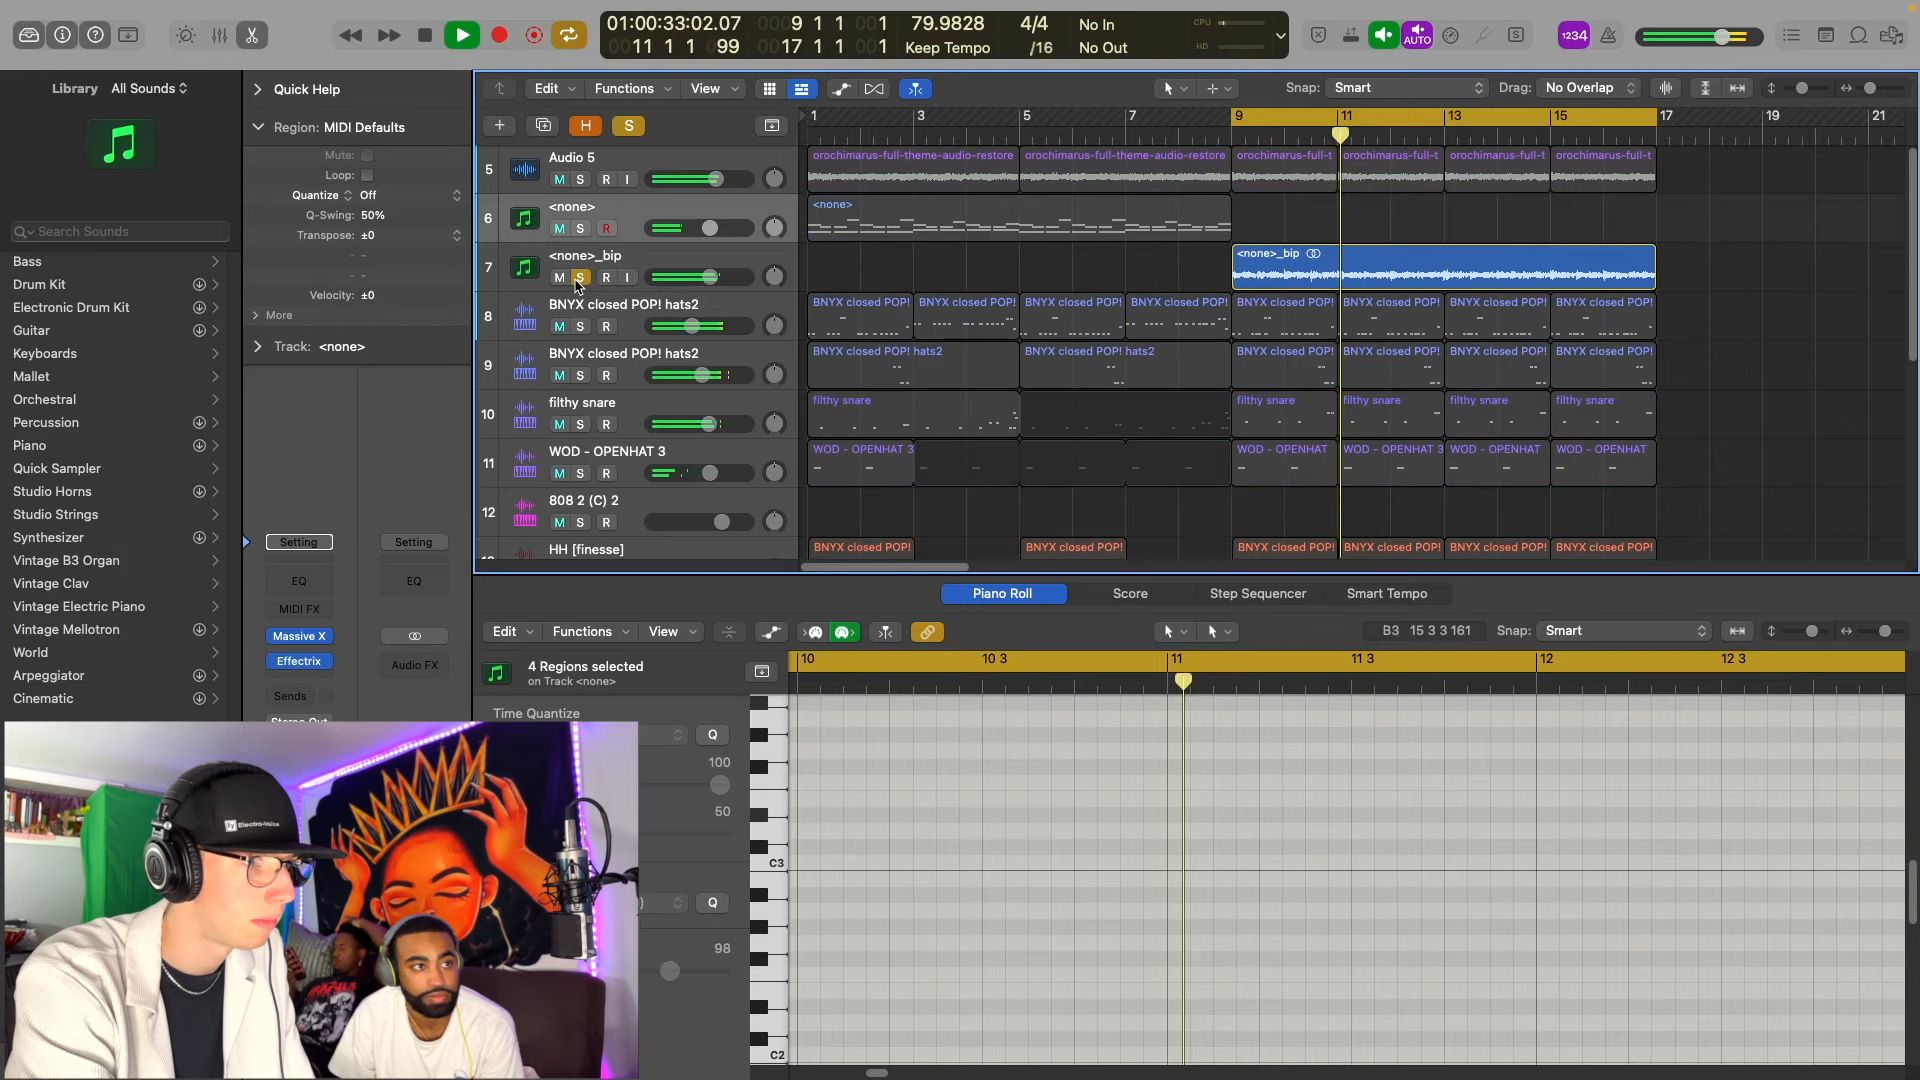 01:00:33:02.07
0009 1 1 001
79.9828
4/4
No In
CPU
0011 1 1 099
0017 1 1 001
Keep Tempo
/16
No Out
HD
AUTO
1234
S
Library
All Sounds
Quick Help
Region: MIDI Defaults
Mute:
Loop:
Quantize
Off
Q-Swing: 50%
Transpose: ±0
Velocity: ±0
More
Track: <none>
Search Sounds
Bass
Drum Kit
Electronic Drum Kit
Guitar
Keyboards
Mallet
Orchestral
Percussion
Piano
Quick Sampler
Studio Horns
Studio Strings
Synthesizer
Vintage B3 Organ
Vintage Clav
Vintage Electric Piano
Vintage Mellotron
World
Arpeggiator
Cinematic
Setting
Setting
EQ
EQ
MIDI FX
Massive X
Effectrix
Audio FX
Sends
Stereo Out
Edit
Functions
View
Snap:
Smart
Drag:
No Overlap
H
S
1
3
5
7
9
11
13
15
17
19
21
5
Audio 5
M S R I
orochimarus-full-theme-audio-restore
orochimarus-full-theme-audio-restore
orochimarus-full-t
orochimarus-full-t
orochimarus-full-t
orochimarus-full-t
6
<none>
M S R
<none>
7
<none>_bip
M S R I
<none>_bip
8
BNYX closed POP! hats2
M S R
BNYX closed POP!
BNYX closed POP!
BNYX closed POP!
BNYX closed POP!
BNYX closed POP!
BNYX closed POP!
BNYX closed POP!
BNYX closed POP!
9
BNYX closed POP! hats2
M S R
BNYX closed POP! hats2
BNYX closed POP! hats2
BNYX closed POP!
BNYX closed POP!
BNYX closed POP!
BNYX closed POP!
10
filthy snare
M S R
filthy snare
filthy snare
filthy snare
filthy snare
filthy snare
11
WOD - OPENHAT 3
M S R
WOD - OPENHAT 3
WOD - OPENHAT
WOD - OPENHAT 3
WOD - OPENHAT
WOD - OPENHAT
12
808 2 (C) 2
M S R
HH [finesse]
BNYX closed POP!
BNYX closed POP!
BNYX closed POP!
BNYX closed POP!
BNYX closed POP!
BNYX closed POP!
Piano Roll
Score
Step Sequencer
Smart Tempo
Edit
Functions
View
B3 15 3 3 161
Snap:
Smart
4 Regions selected
on Track <none>
10
10 3
11
11 3
12
12 3
Time Quantize
Q
100
50
Q
98
C3
C2
Electro-Voice